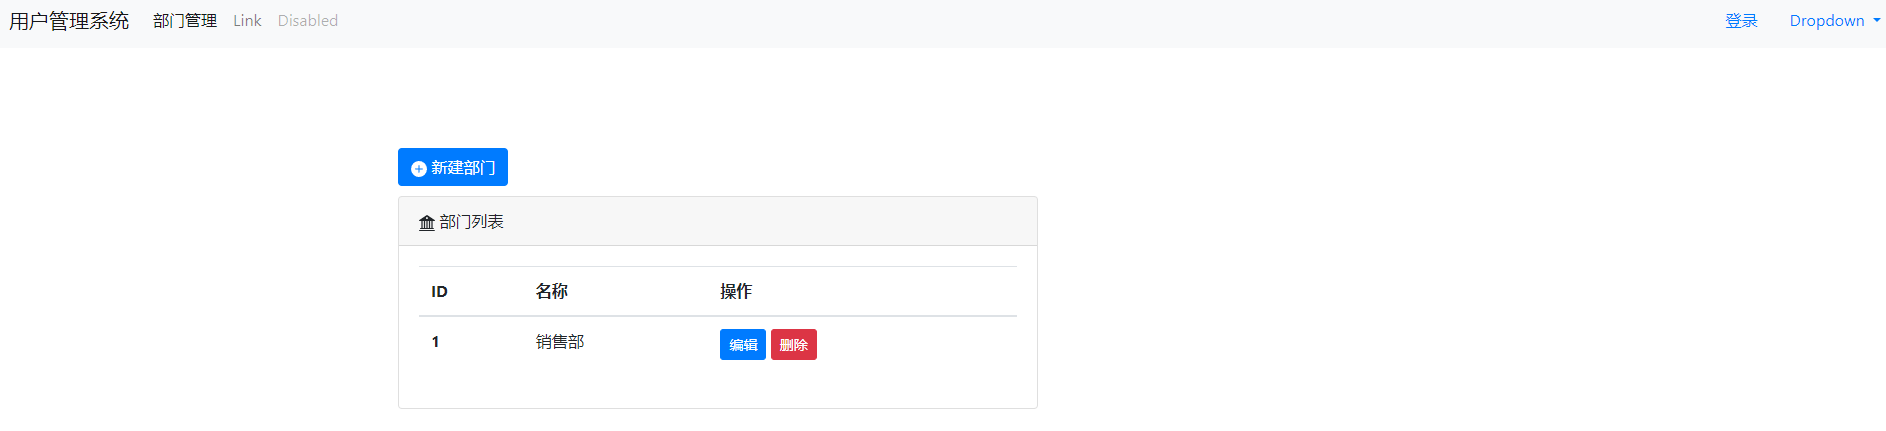 用户管理系统 部门管理 Link Disabled 登录 Dropdown
新建部门
部门列表
ID 名称 操作
1 销售部 编辑 删除